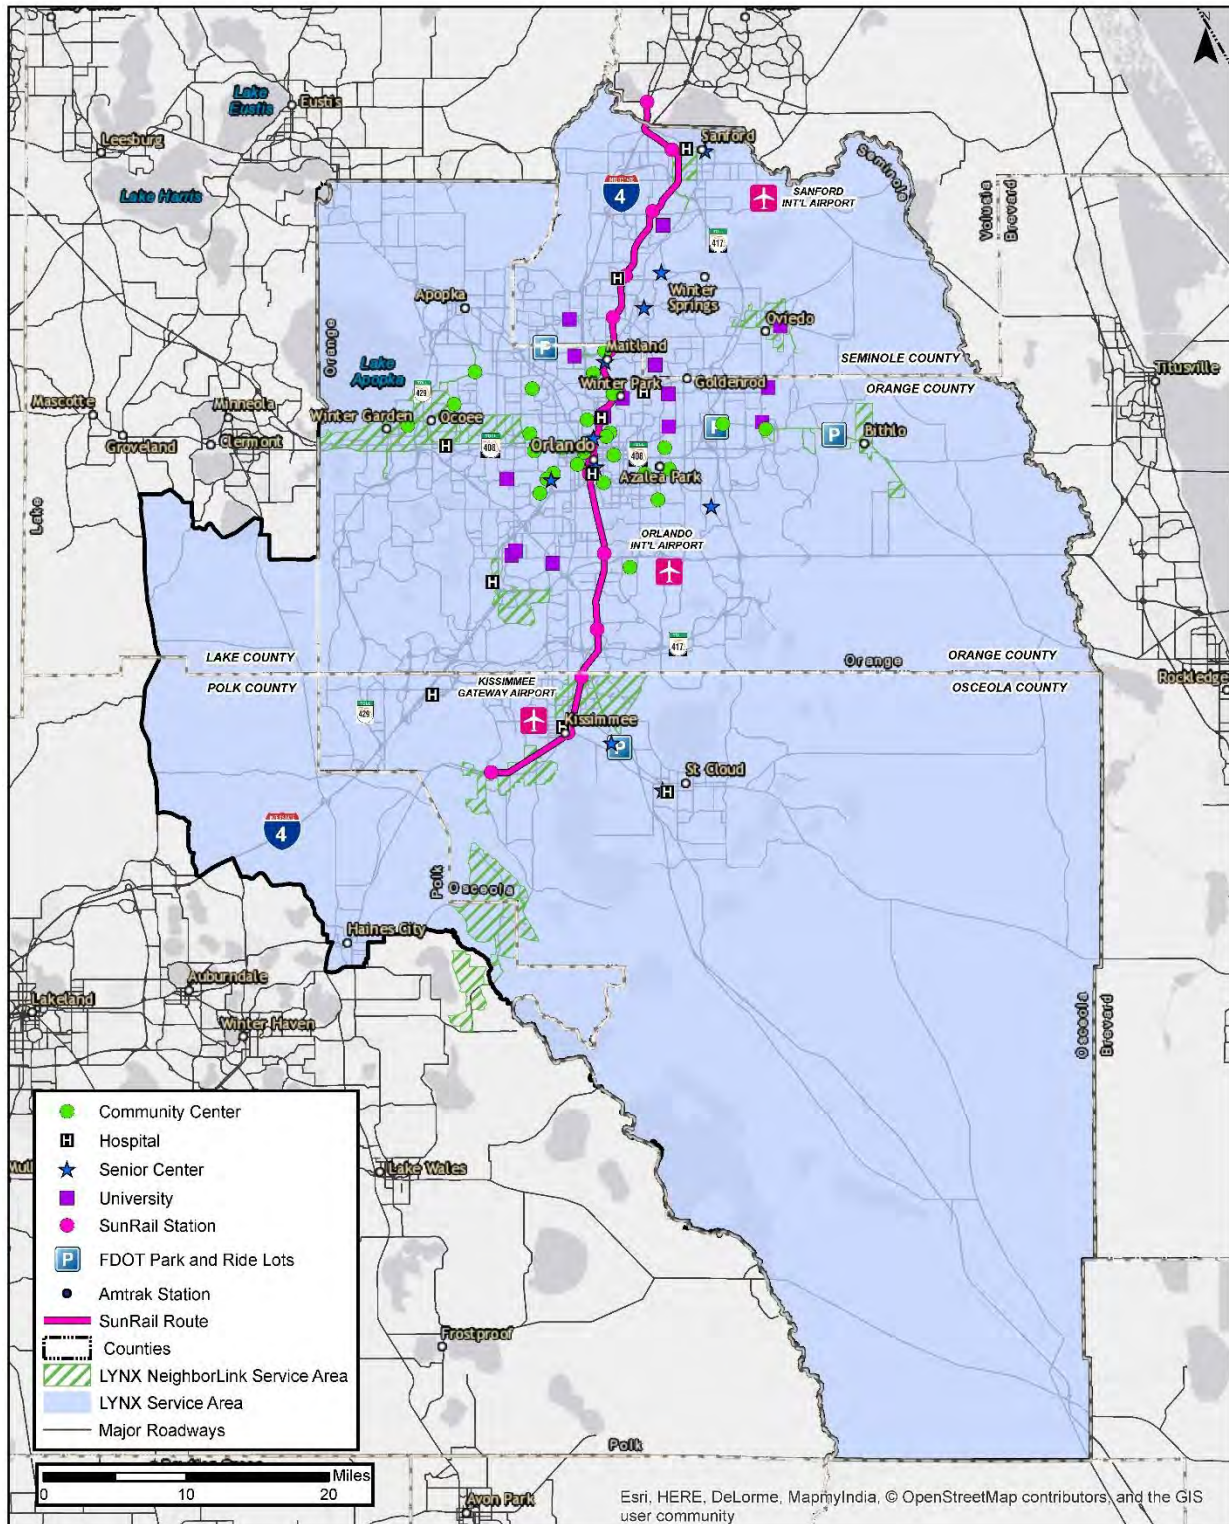 Lake
Eustis
Eustis
Leesburg
Lake Harris
Sanford
Seminole
4
SANFORD
INT'L AIRPORT
Volusia
Brevard
417
H
Apopka
Winter
Springs
Oviedo
Orange
P
Maitland
SEMINOLE COUNTY
Titusville
Lake
Apopka
Winter Park
Goldenrod
ORANGE COUNTY
Mascotte
Minneola
429
Groveland
Clermont
Winter Garden
Ocoee
408
Orlando
408
P
P
Bithlo
H
H
H
Azalea Park
H
Lake
ORLANDO
INT'L AIRPORT
H
417
LAKE COUNTY
Orange
ORANGE COUNTY
POLK COUNTY
KISSIMMEE
GATEWAY AIRPORT
OSCEOLA COUNTY
Rockledge
429
H
H
Kissimmee
P
St Cloud
H
4
Polk
Osceola
Haines City
Auburndale
Lakeland
Winter Haven
Osceola
Brevard
Community Center
H
Hospital
Senior Center
University
SunRail Station
P
FDOT Park and Ride Lots
Amtrak Station
SunRail Route
Counties
LYNX NeighborLink Service Area
LYNX Service Area
Major Roadways
Lake Wales
Frostproof
Polk
Miles
0 10 20
Avon Park
Esri, HERE, DeLorme, MapmyIndia, © OpenStreetMap contributors, and the GIS
user community